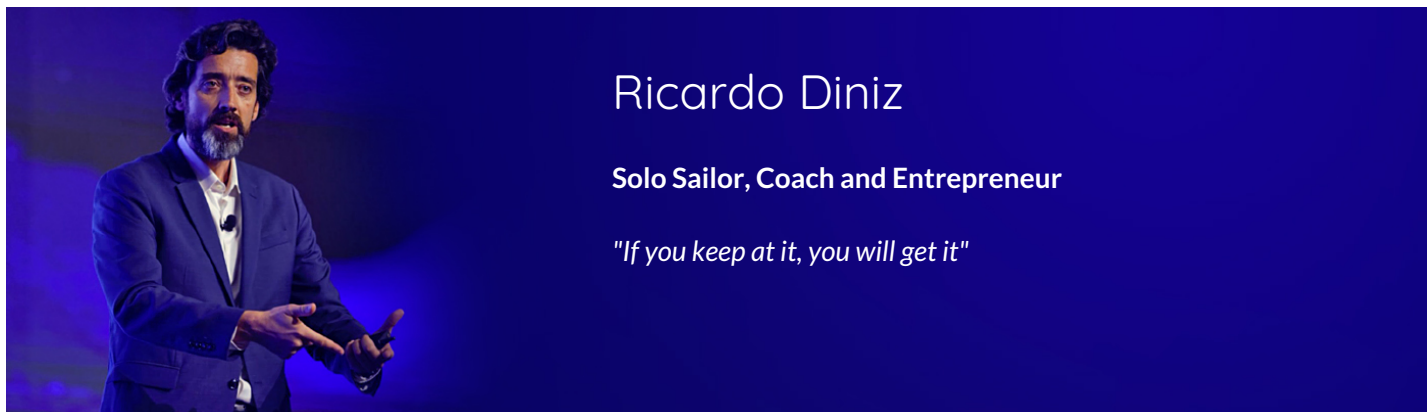 Ricardo Diniz
Solo Sailor, Coach and Entrepreneur
"If you keep at it, you will get it"